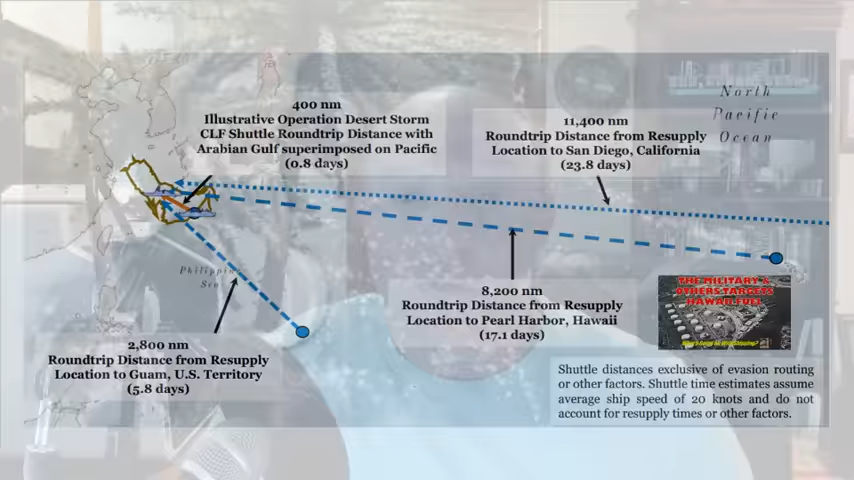 400 nm
Illustrative Operation Desert Storm
CLF Shuttle Roundtrip Distance with
Arabian Gulf superimposed on Pacific
(0.8 days)
11,400 nm
Roundtrip Distance from Resupply
Location to San Diego, California
(23.8 days)
North
Pacific
Ocean
Philippin
Sea
8,200 nm
Roundtrip Distance from Resupply
Location to Pearl Harbor, Hawaii
(17.1 days)
THE MILITARY &
OTHERS TARGETS
HAWAII FUEL
2,800 nm
Roundtrip Distance from Resupply
Location to Guam, U.S. Territory
(5.8 days)
Shuttle distances exclusive of evasion routing
or other factors. Shuttle time estimates assume
average ship speed of 20 knots and do not
account for resupply times or other factors.